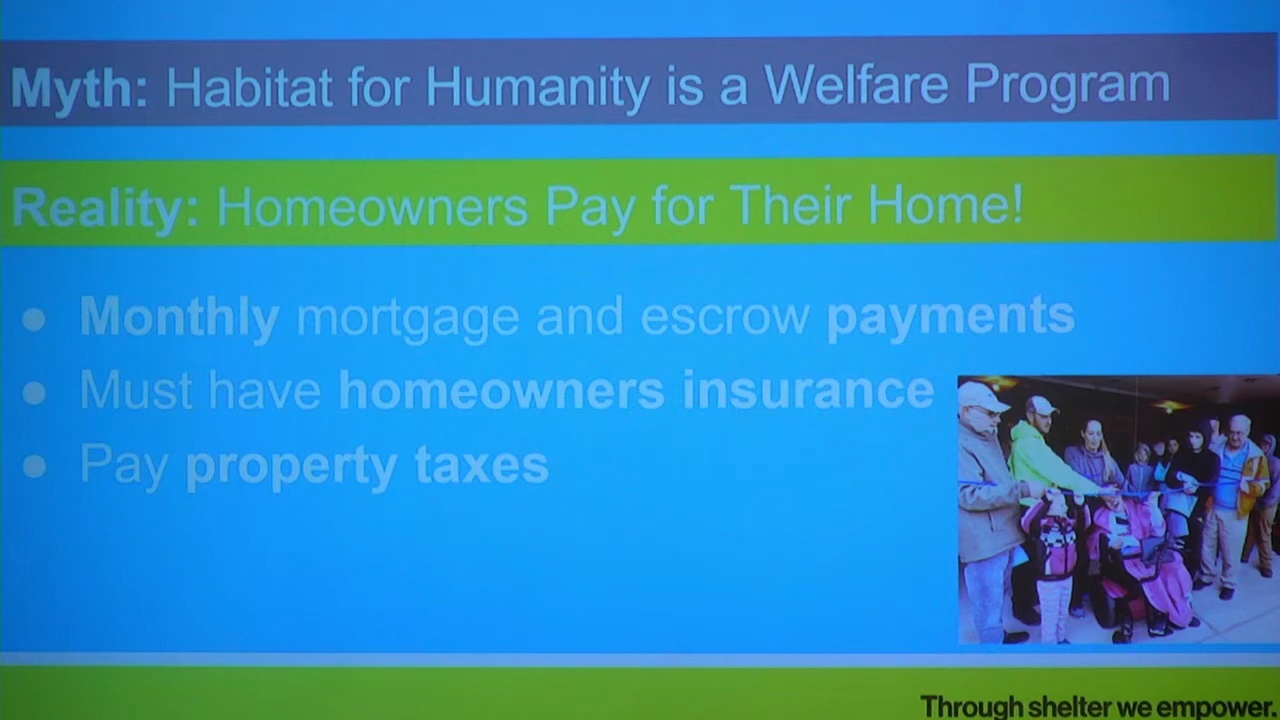 Myth: Habitat for Humanity is a Welfare Program
Reality: Homeowners Pay for Their Home!
● Monthly mortgage and escrow payments
● Must have homeowners insurance
● Pay property taxes
Through shelter we empower.